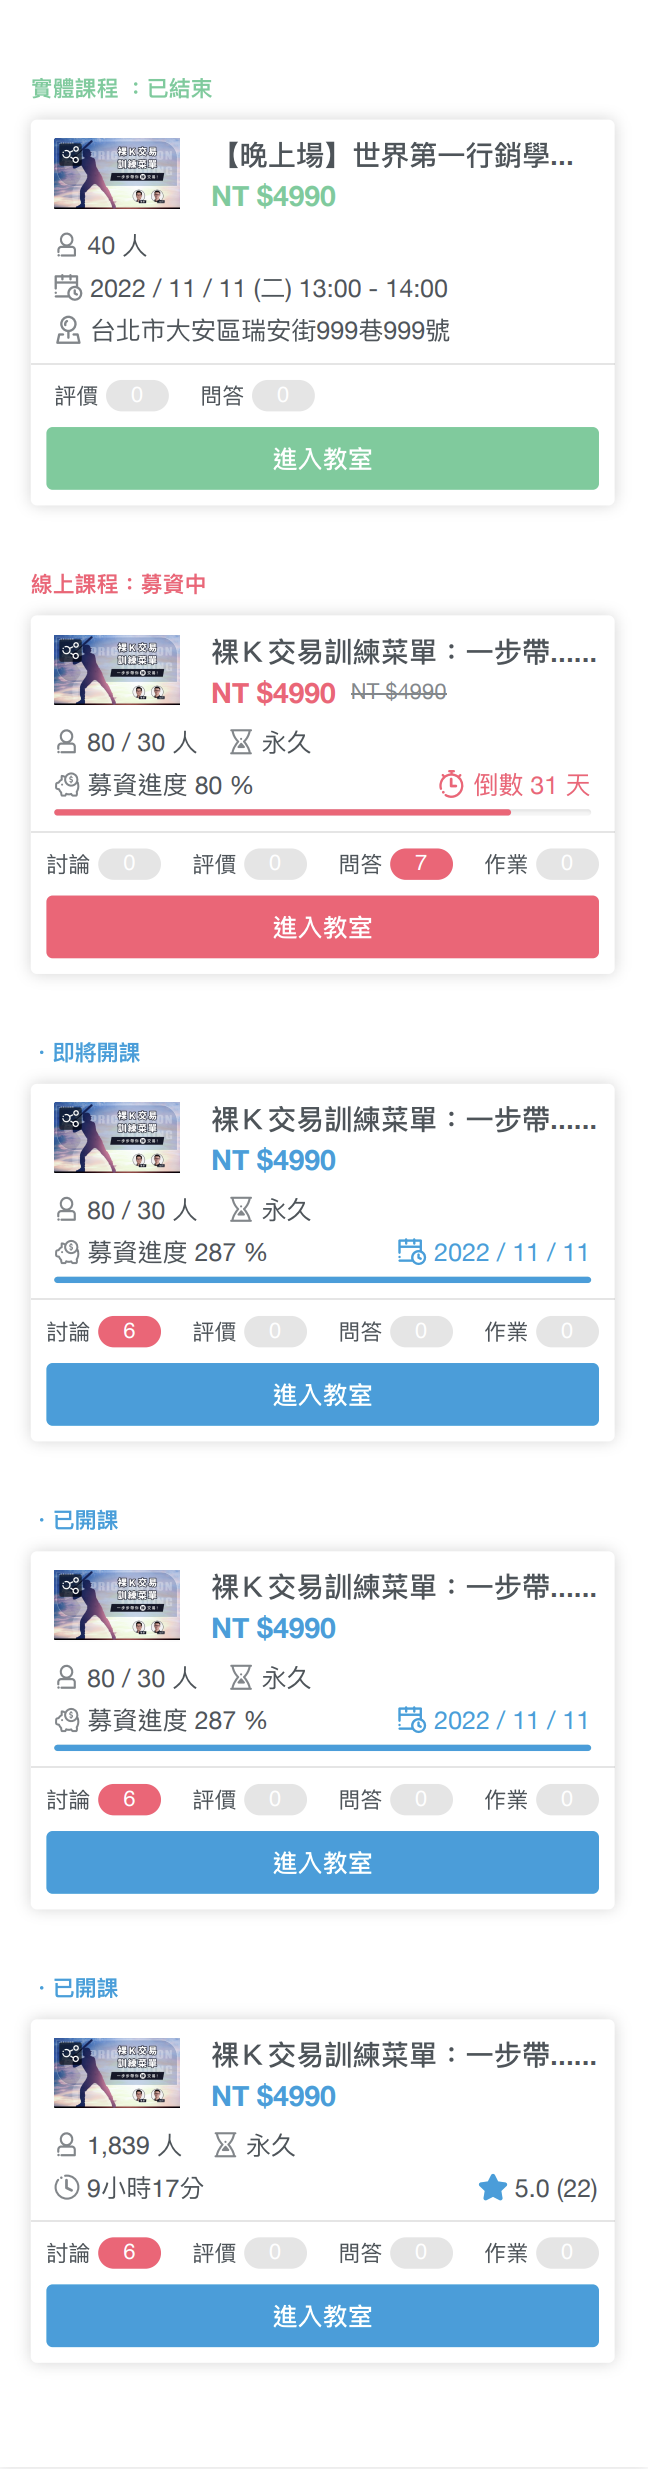 實體課程 ：已結束
裸K交易
訓練菜單
【晚上場】世界第一行銷學...
NT $4990
40 人
2022 / 11 / 11 (二) 13:00 - 14:00
台北市大安區瑞安街999巷999號
評價 0 問答 0
進入教室
線上課程：募資中
裸K交易
訓練菜單
裸K交易訓練菜單：一步帶......
NT $4990 NT $4990
80 / 30 人 永久
募資進度 80 % 倒數 31 天
討論 0 評價 0 問答 7 作業 0
進入教室
·即將開課
裸K交易
訓練菜單
裸K交易訓練菜單：一步帶......
NT $4990
80 / 30 人 永久
募資進度 287 % 2022 / 11 / 11
討論 6 評價 0 問答 0 作業 0
進入教室
·已開課
裸K交易
訓練菜單
裸K交易訓練菜單：一步帶......
NT $4990
80 / 30 人 永久
募資進度 287 % 2022 / 11 / 11
討論 6 評價 0 問答 0 作業 0
進入教室
·已開課
裸K交易
訓練菜單
裸K交易訓練菜單：一步帶......
NT $4990
1,839 人 永久
9小時17分 5.0 (22)
討論 6 評價 0 問答 0 作業 0
進入教室